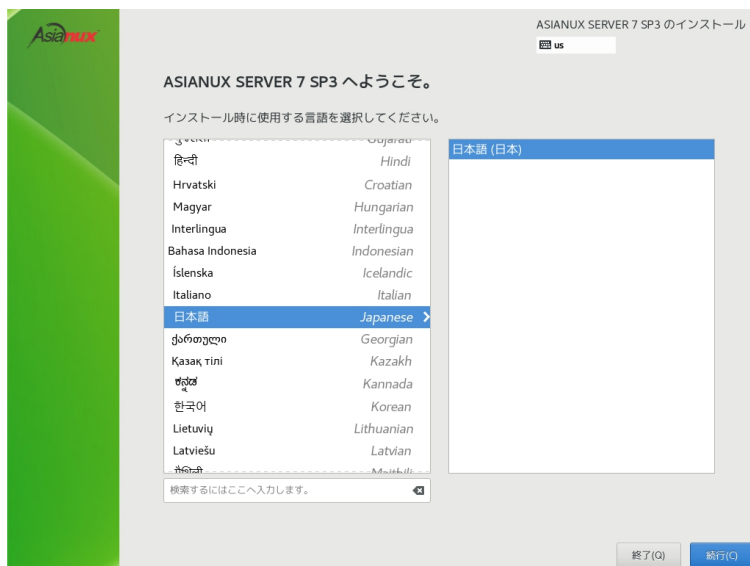 Asianux
ASIANUX SERVER 7 SP3 のインストール
us
ASIANUX SERVER 7 SP3 へようこそ。
インストール時に使用する言語を選択してください。
हिन्दी Hindi
Hrvatski Croatian
Magyar Hungarian
Interlingua Interlingua
Bahasa Indonesia Indonesian
Íslenska Icelandic
Italiano Italian
日本語 Japanese
ქართული Georgian
Қазақ тілі Kazakh
ಕನ್ನಡ Kannada
한국어 Korean
Lietuvių Lithuanian
Latviešu Latvian
日本語 (日本)
検索するにはここへ入力します。
終了(Q)
続行(C)